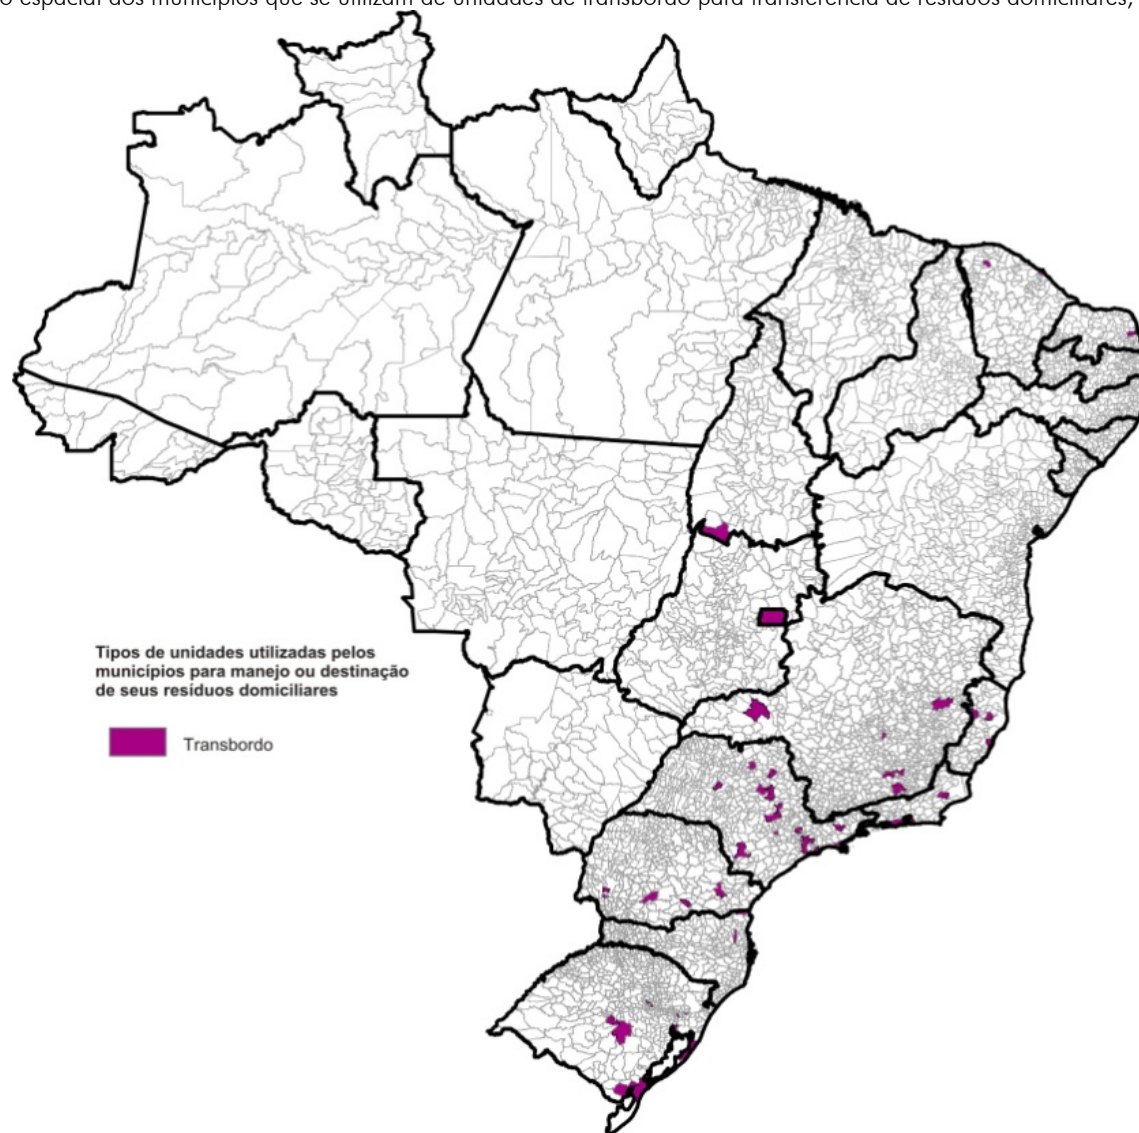 espacial dos municípios que se utilizam de unidades de transbordo para transferência de resíduos domiciliares,
Tipos de unidades utilizadas pelos
municípios para manejo ou destinação
de seus resíduos domiciliares
Transbordo